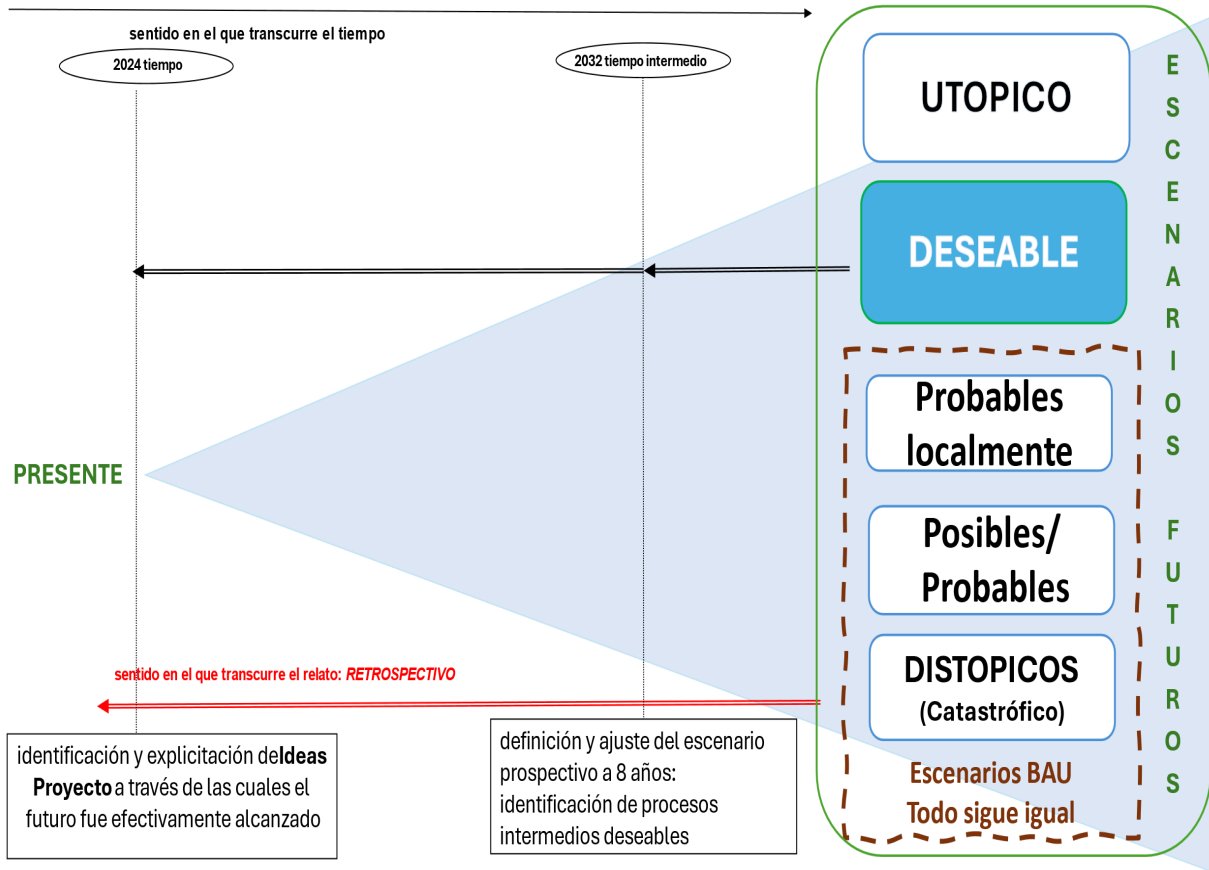 sentido en el que transcurre el tiempo
2024 tiempo
2032 tiempo intermedio
UTOPICO
DESEABLE
Probables
localmente
Posibles/
Probables
DISTOPICOS
(Catastrófico)
Escenarios BAU
Todo sigue igual
ESCENARIOS FUTUROS
PRESENTE
sentido en el que transcurre el relato: RETROSPECTIVO
identificación y explicitación deIdeas
Proyecto a través de las cuales el
futuro fue efectivamente alcanzado
definición y ajuste del escenario
prospectivo a 8 años:
identificación de procesos
intermedios deseables